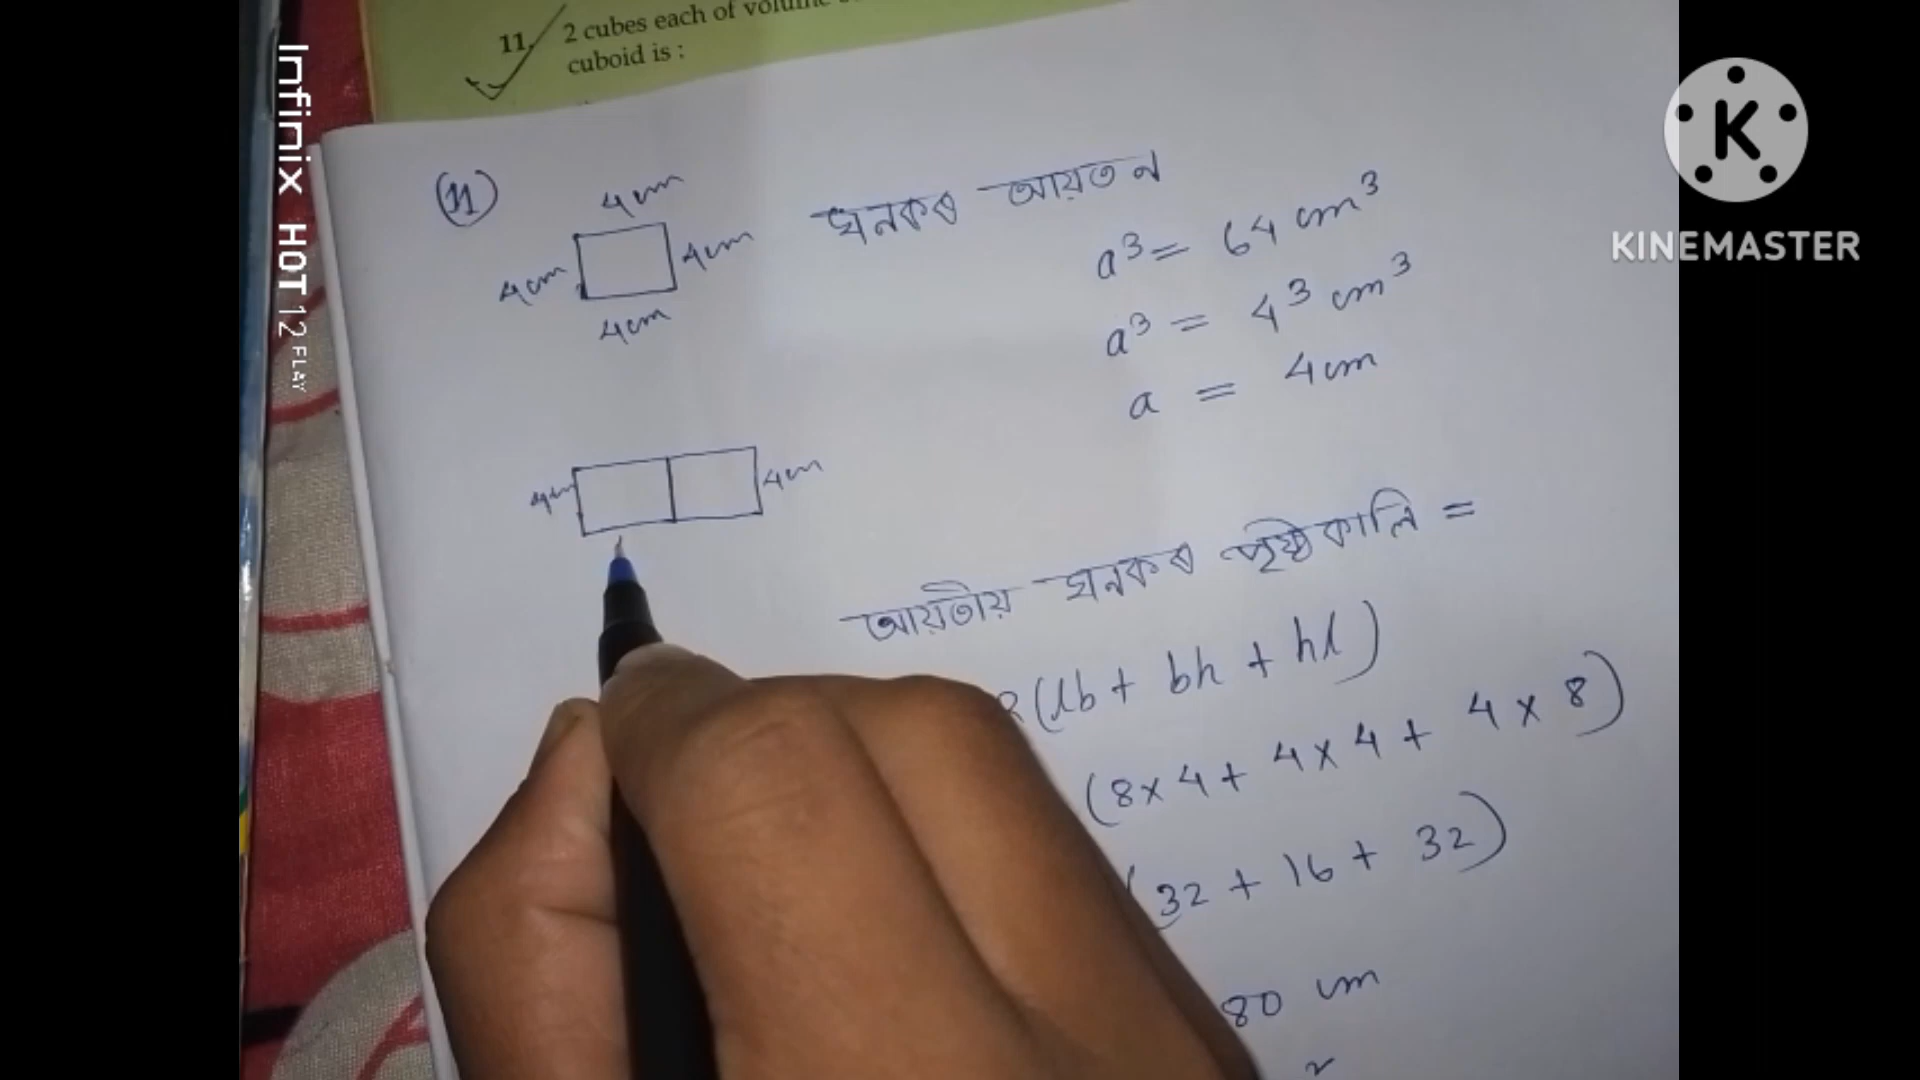 11. 2 cubes each of volume
cuboid is :
(11)
4cm
4cm
4cm
4cm
ঘনকৰ আয়তন
a³ = 64 cm³
a³ = 4³ cm³
a = 4cm
4cm
4cm
আয়তীয় ঘনকৰ পৃষ্ঠকালি =
2(lb + bh + hl)
(8×4 + 4×4 + 4×8)
(32 + 16 + 32)
80 cm
Infinix HOT 12 PLAY
K
KINEMASTER